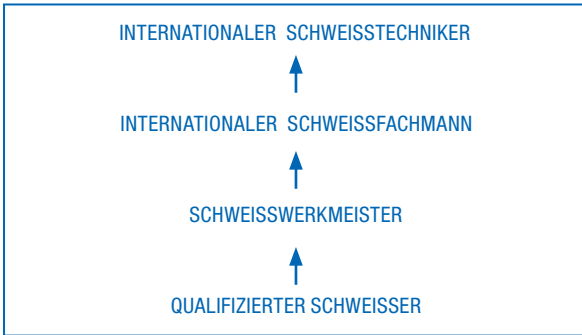 INTERNATIONALER SCHWEISSTECHNIKER
INTERNATIONALER SCHWEISSFACHMANN
SCHWEISSWERKMEISTER
QUALIFIZIERTER SCHWEISSER